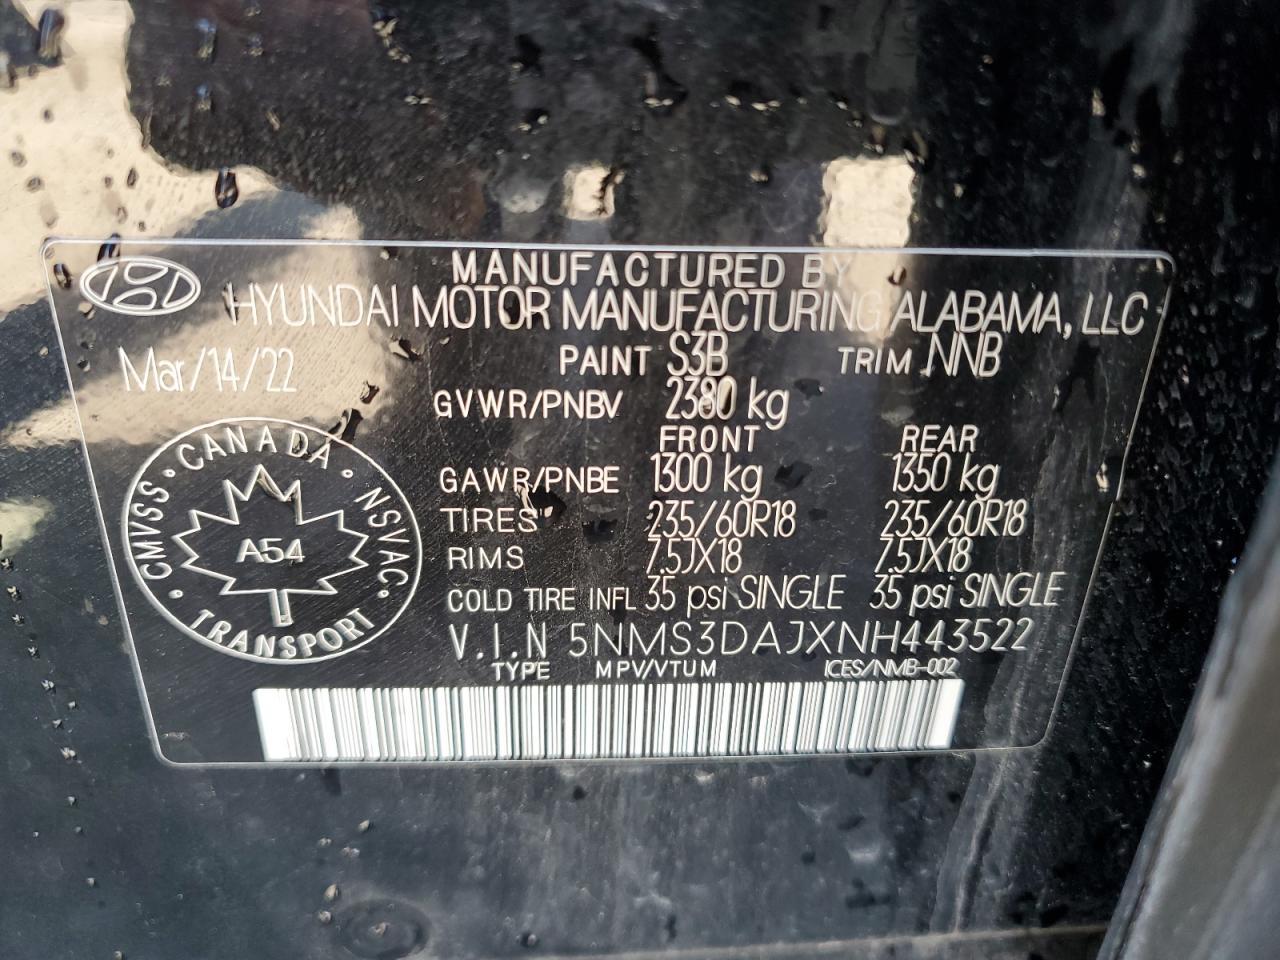 MANUFACTURED BY
HYUNDAI MOTOR MANUFACTURING ALABAMA, LLC
Mar/14/22
PAINT S3B TRIM NNB
GVWR/PNBV 2380 kg
FRONT REAR
GAWR/PNBE 1300 kg 1350 kg
TIRES 235/60R18 235/60R18
RIMS 7.5JX18 7.5JX18
COLD TIRE INFL 35 psi SINGLE 35 psi SINGLE
V.I.N 5NMS3DAJXNH443522
TYPE MPV/VTUM ICES/NMB-002
CANADA · NSVAC · TRANSPORT · CMVSS ·
A54